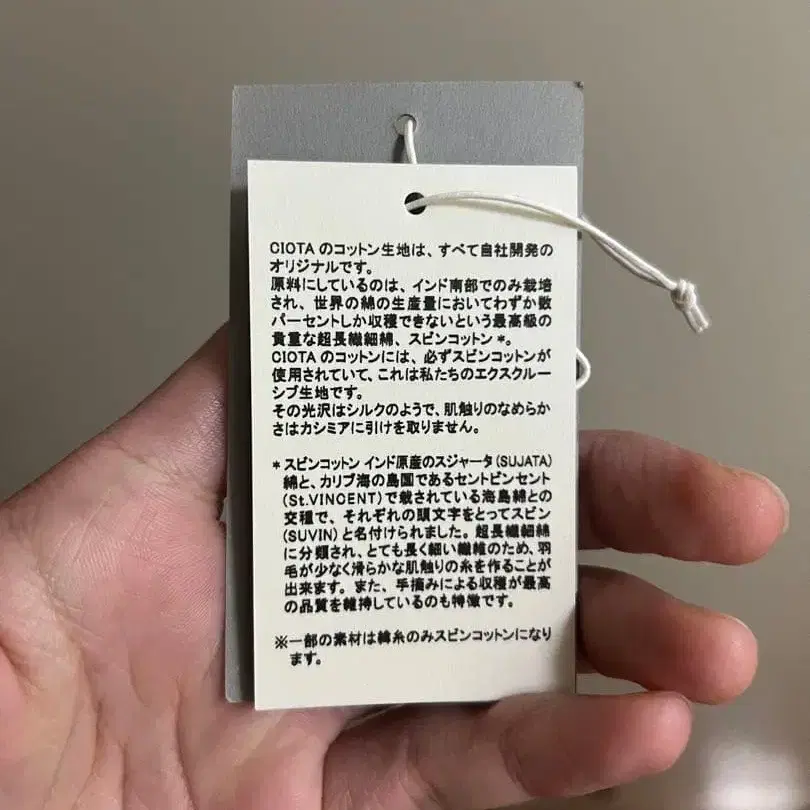 CIOTA のコットン生地は、すべて自社開発の
オリジナルです。
原料にしているのは、インド南部でのみ栽培
され、世界の綿の生産量においてわずか数
パーセントしか収穫できないという最高級の
貴重な超長繊細綿、スビンコットン *。
CIOTA のコットンには、必ずスビンコットンが
使用されていて、これは私たちのエクスクルー
シブ生地です。
その光沢はシルクのようで、肌触りのなめらか
さはカシミアに引けを取りません。
* スビンコットン インド原産のスジャータ (SUJATA)
綿と、カリブ海の島国であるセントビンセント
(St.VINCENT) で栽されている海島綿との
交種で、それぞれの頭文字をとってスビン
(SUVIN) と名付けられました。超長繊細綿
に分類され、とても長く細い繊維のため、羽
毛が少なく滑らかな肌触りの糸を作ることが
出来ます。また、手摘みによる収穫が最高
の品質を維持しているのも特徴です。
※一部の素材は緯糸のみスビンコットンになり
ます。